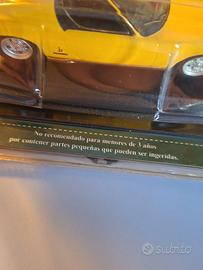 No recomendado para menores de 3 años
por contener partes pequeñas que pueden ser ingeridas.
subito